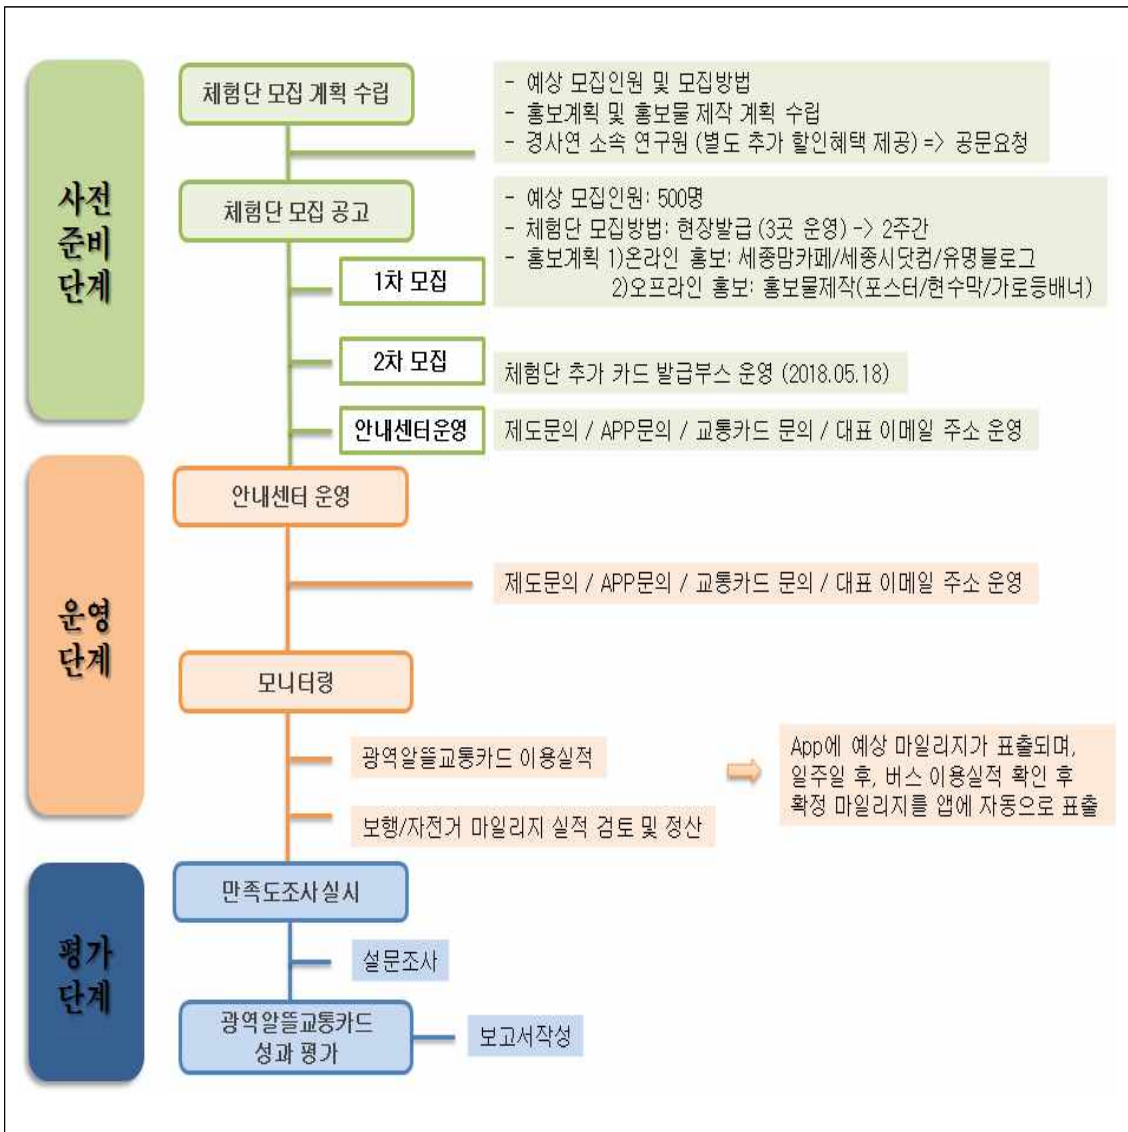 사전
준비
단계
체험단 모집 계획 수립
- 예상 모집인원 및 모집방법
- 홍보계획 및 홍보물 제작 계획 수립
- 경사연 소속 연구원 (별도 추가 할인혜택 제공) => 공문요청
체험단 모집 공고
- 예상 모집인원: 500명
- 체험단 모집방법: 현장발급 (3곳 운영) -> 2주간
- 홍보계획 1)온라인 홍보: 세종맘카페/세종시닷컴/유명블로그
2)오프라인 홍보: 홍보물제작(포스터/현수막/가로등배너)
1차 모집
2차 모집
체험단 추가 카드 발급부스 운영 (2018.05.18)
안내센터운영
제도문의 / APP문의 / 교통카드 문의 / 대표 이메일 주소 운영
운영
단계
안내센터 운영
제도문의 / APP문의 / 교통카드 문의 / 대표 이메일 주소 운영
모니터령
광역알뜰교통카드 이용실적
보행/자전거 마일리지 실적 검토 및 정산
App에 예상 마일리지가 표출되며,
일주일 후, 버스 이용실적 확인 후
확정 마일리지를 앱에 자동으로 표출
평가
단계
만족도조사실시
설문조사
광역알뜰교통카드
성과 평가
보고서작성